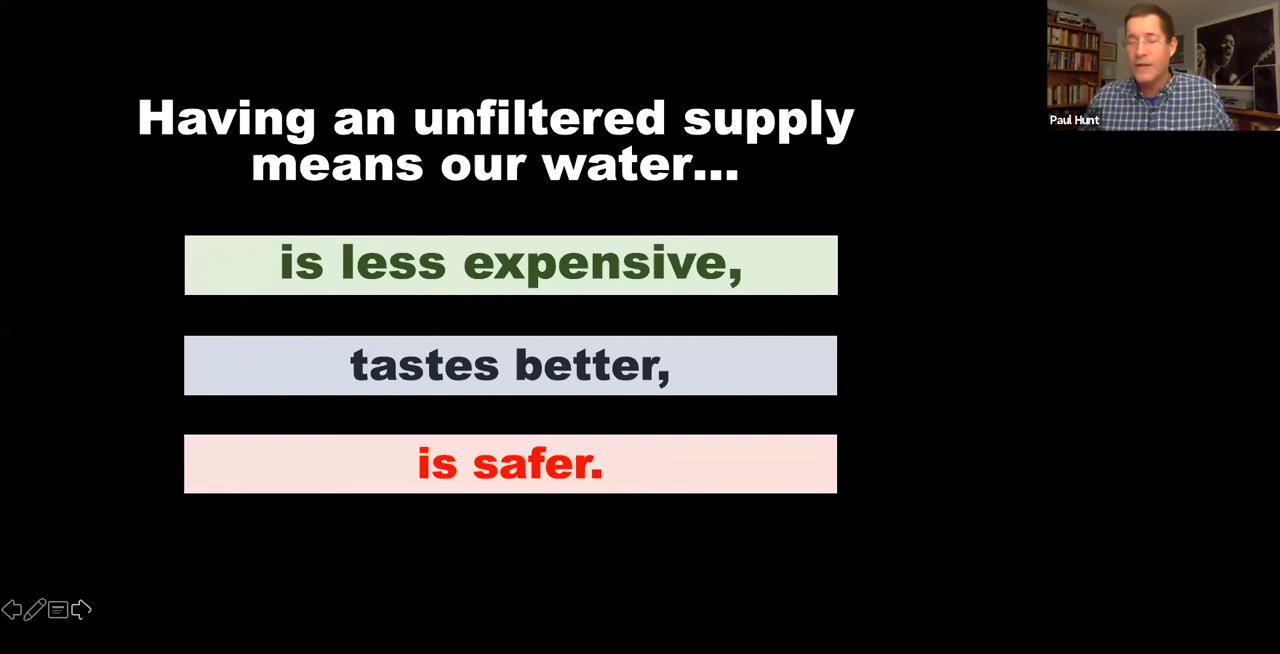 Having an unfiltered supply
means our water...
is less expensive,
tastes better,
is safer.
Paul Hunt